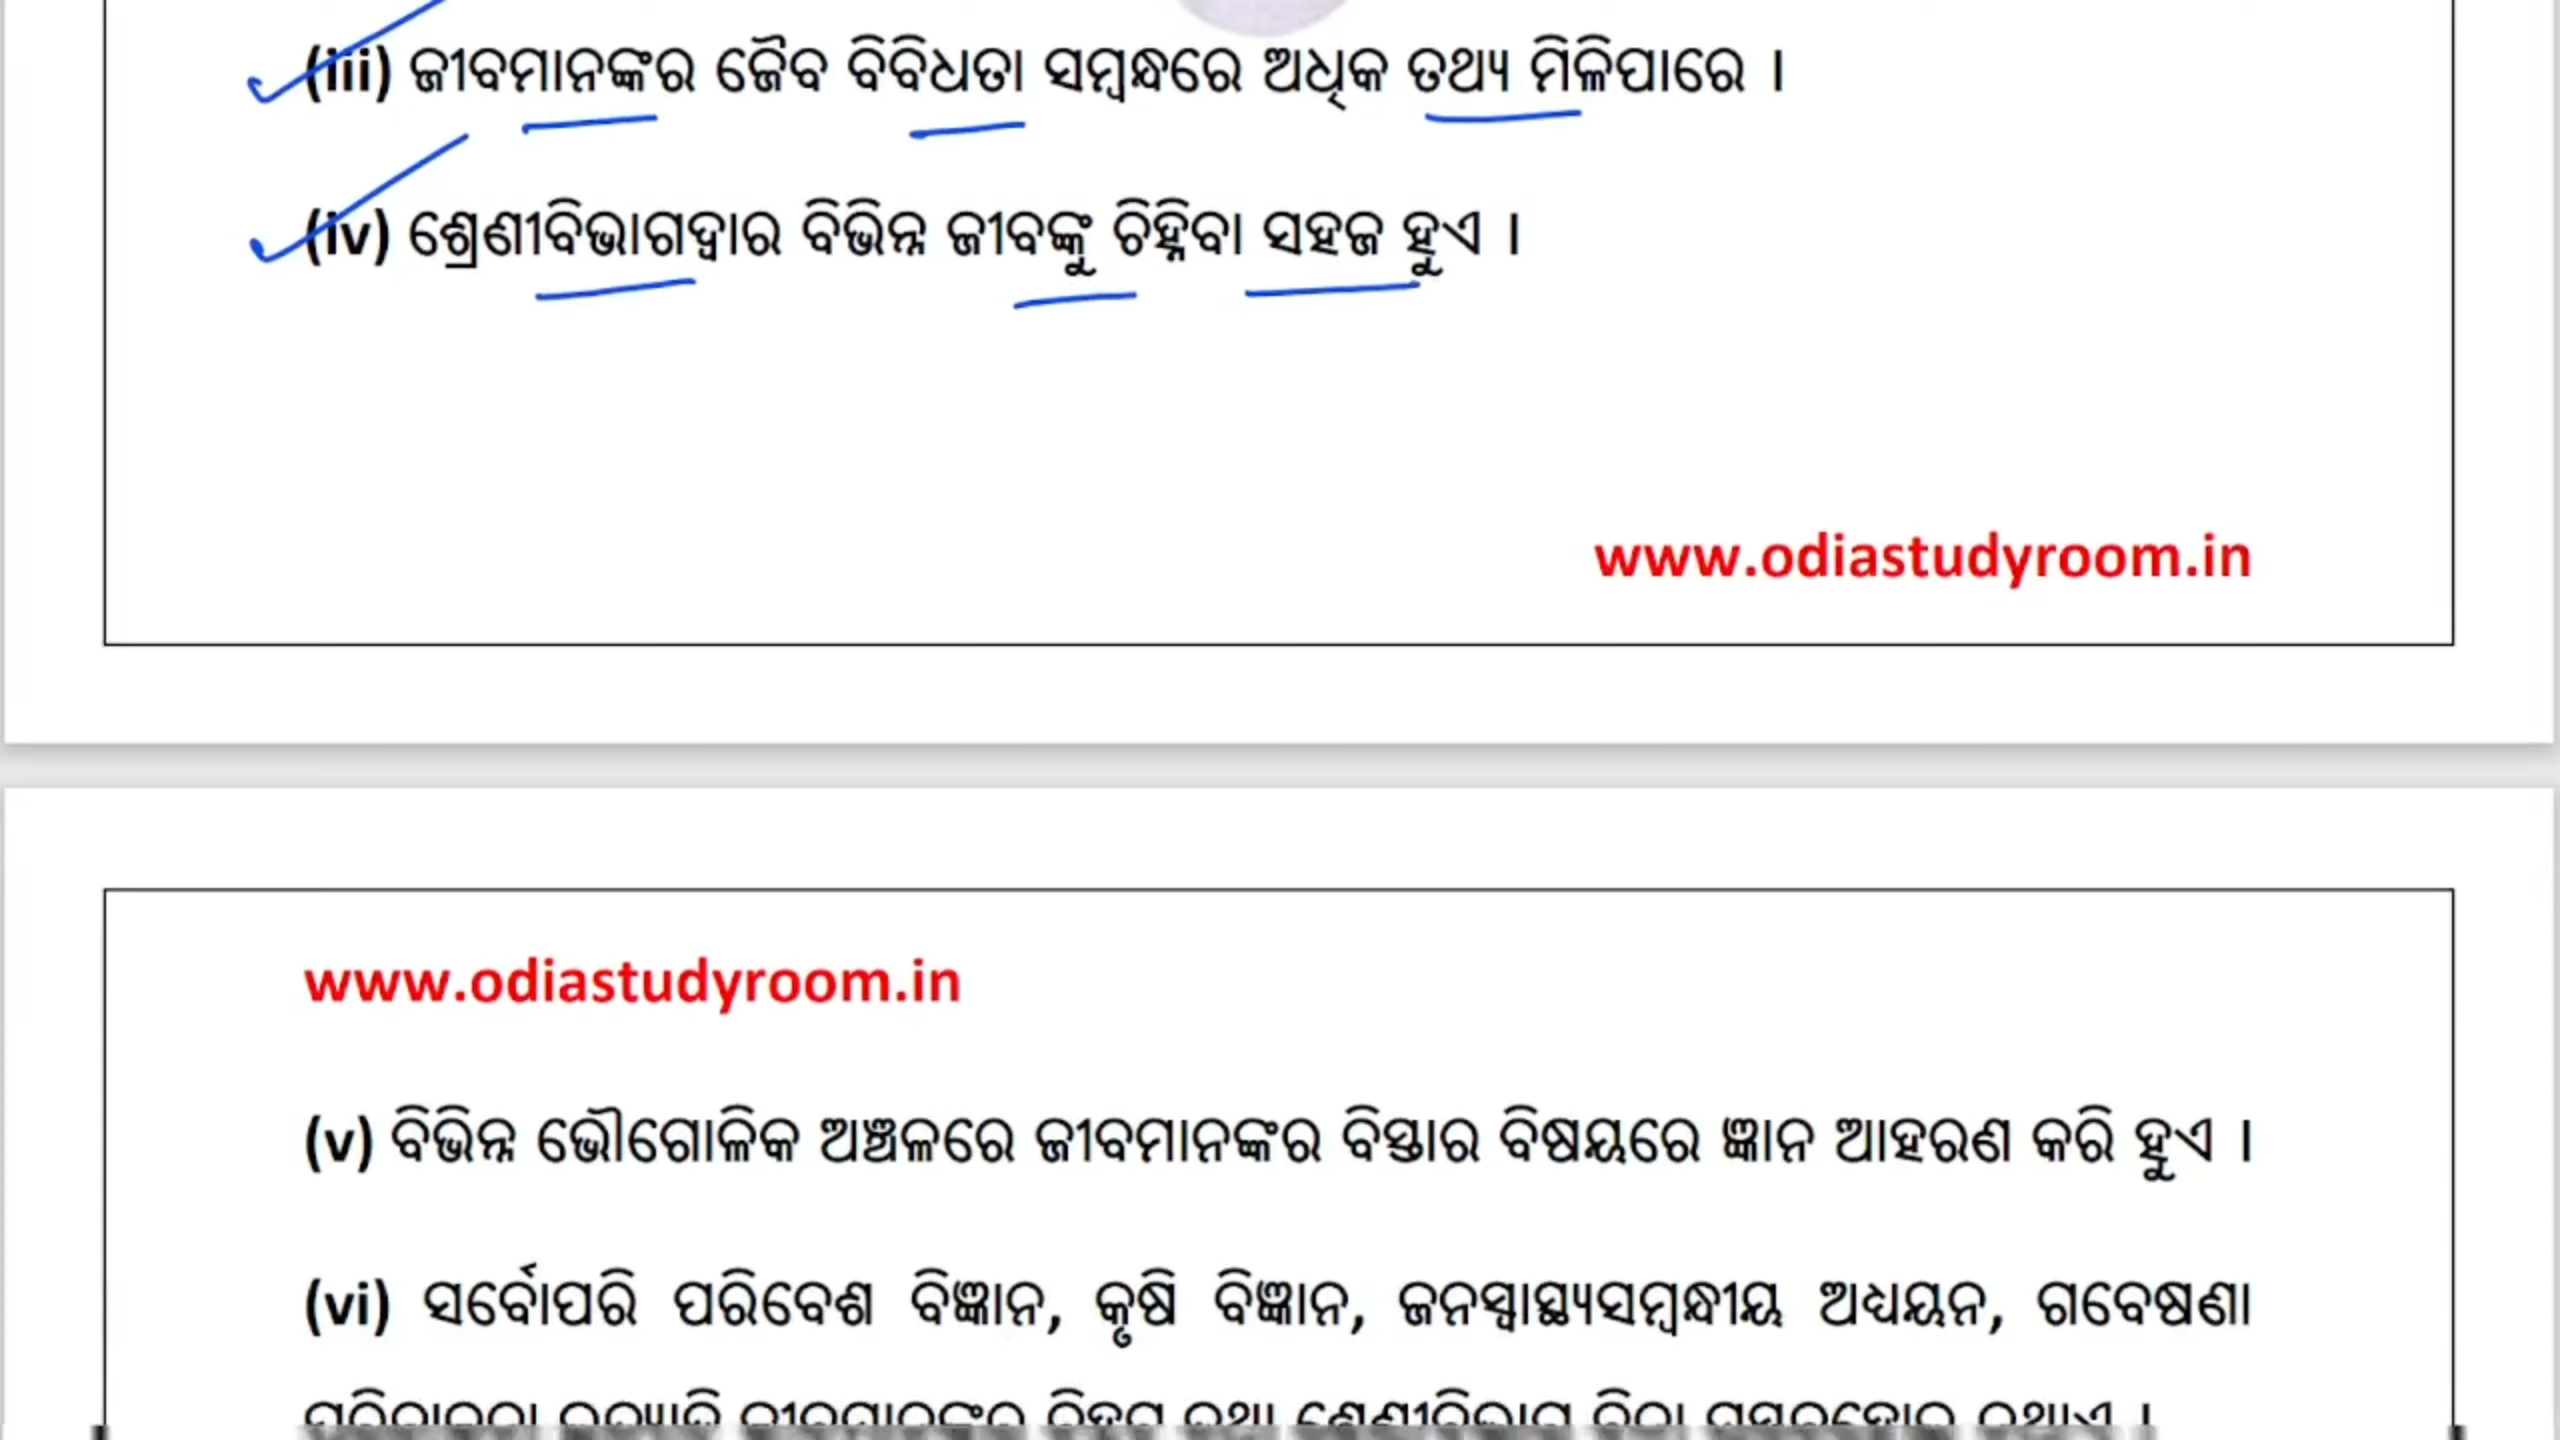 (iii) ଜୀବମାନଙ୍କର ଜୈବ ବିବିଧତା ସମ୍ବନ୍ଧରେ ଅଧିକ ତଥ୍ୟ ମିଳିପାରେ ।
(iv) ଶ୍ରେଣୀବିଭାଗଦ୍ୱାର ବିଭିନ୍ନ ଜୀବଙ୍କୁ ଚିହ୍ନିବା ସହଜ ହୁଏ ।
www.odiastudyroom.in
www.odiastudyroom.in
(v) ବିଭିନ୍ନ ଭୌଗୋଳିକ ଅଞ୍ଚଳରେ ଜୀବମାନଙ୍କର ବିସ୍ତାର ବିଷୟରେ ଜ୍ଞାନ ଆହରଣ କରି ହୁଏ ।
(vi) ସର୍ବୋପରି ପରିବେଶ ବିଜ୍ଞାନ, କୃଷି ବିଜ୍ଞାନ, ଜନସ୍ୱାସ୍ଥ୍ୟସମ୍ବନ୍ଧୀୟ ଅଧ୍ୟୟନ, ଗବେଷଣା